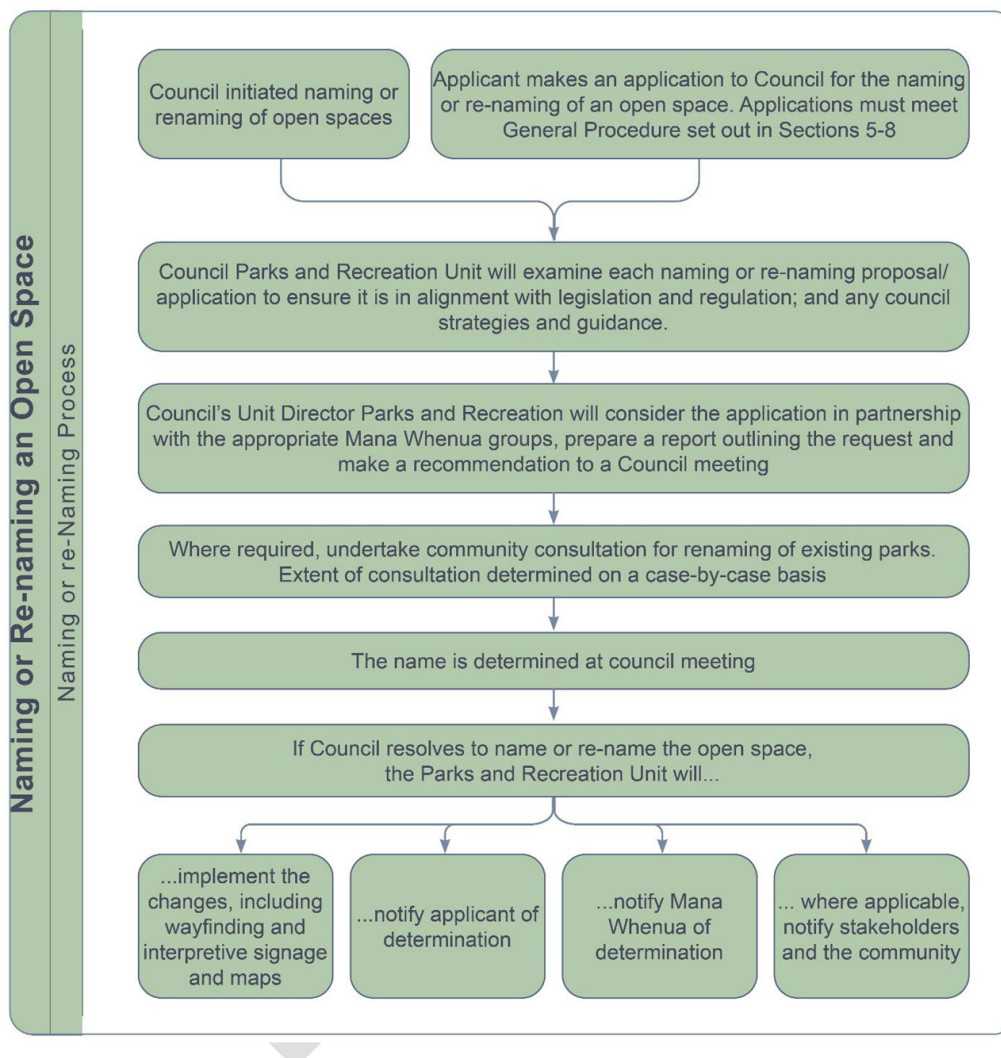 Naming or Re-naming an Open Space
Naming or re-Naming Process
Council initiated naming or
renaming of open spaces
Applicant makes an application to Council for the naming
or re-naming of an open space. Applications must meet
General Procedure set out in Sections 5-8
Council Parks and Recreation Unit will examine each naming or re-naming proposal/
application to ensure it is in alignment with legislation and regulation; and any council
strategies and guidance.
Council's Unit Director Parks and Recreation will consider the application in partnership
with the appropriate Mana Whenua groups, prepare a report outlining the request and
make a recommendation to a Council meeting
Where required, undertake community consultation for renaming of existing parks.
Extent of consultation determined on a case-by-case basis
The name is determined at council meeting
If Council resolves to name or re-name the open space,
the Parks and Recreation Unit will...
...implement the
changes, including
wayfinding and
interpretive signage
and maps
...notify applicant of
determination
...notify Mana
Whenua of
determination
... where applicable,
notify stakeholders
and the community